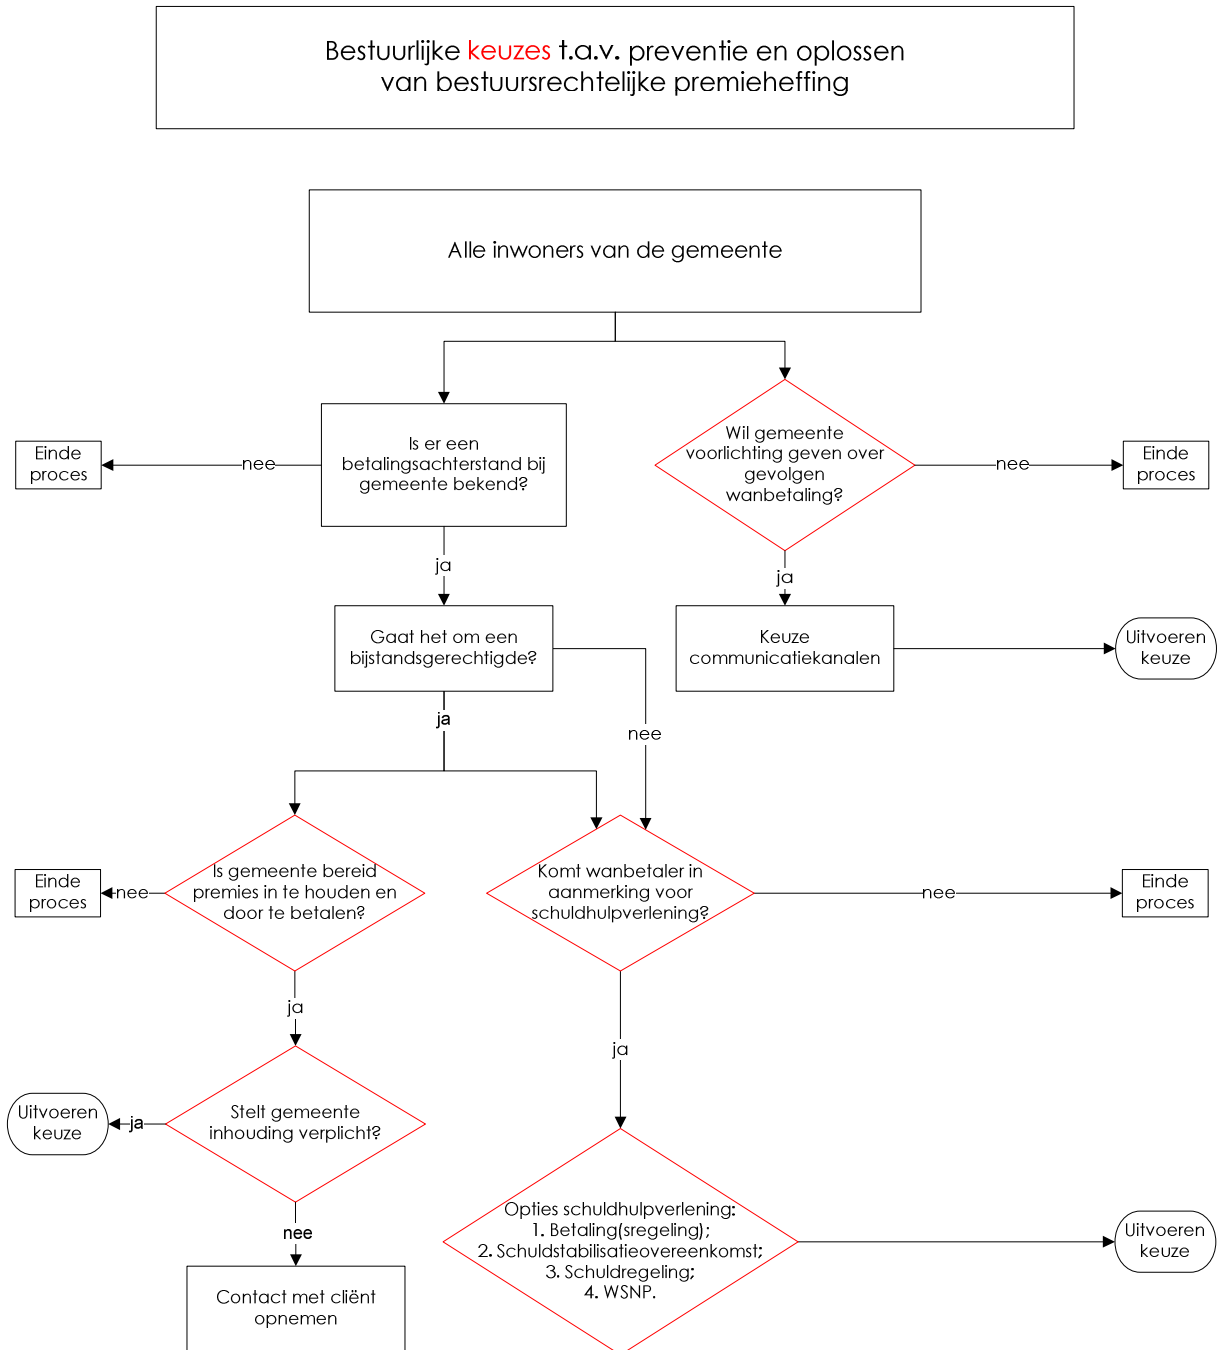 Bestuurlijke keuzes t.a.v. preventie en oplossen
van bestuursrechtelijke premieheffing
Alle inwoners van de gemeente
Is er een
betalingsachterstand bij
gemeente bekend?
Wil gemeente
voorlichting geven over
gevolgen
wanbetaling?
Einde
proces
nee
nee
Einde
proces
ja
ja
Gaat het om een
bijstandsgerechtigde?
Keuze
communicatiekanalen
Uitvoeren
keuze
ja
nee
Einde
proces
nee
Is gemeente bereid
premies in te houden en
door te betalen?
Komt wanbetaler in
aanmerking voor
schuldhulpverlening?
nee
Einde
proces
ja
ja
Uitvoeren
keuze
ja
Stelt gemeente
inhouding verplicht?
nee
Opties schuldhulpverlening:
1. Betaling(sregeling);
2. Schuldstabilisatieovereenkomst;
3. Schuldregeling;
4. WSNP.
Uitvoeren
keuze
Contact met cliënt
opnemen